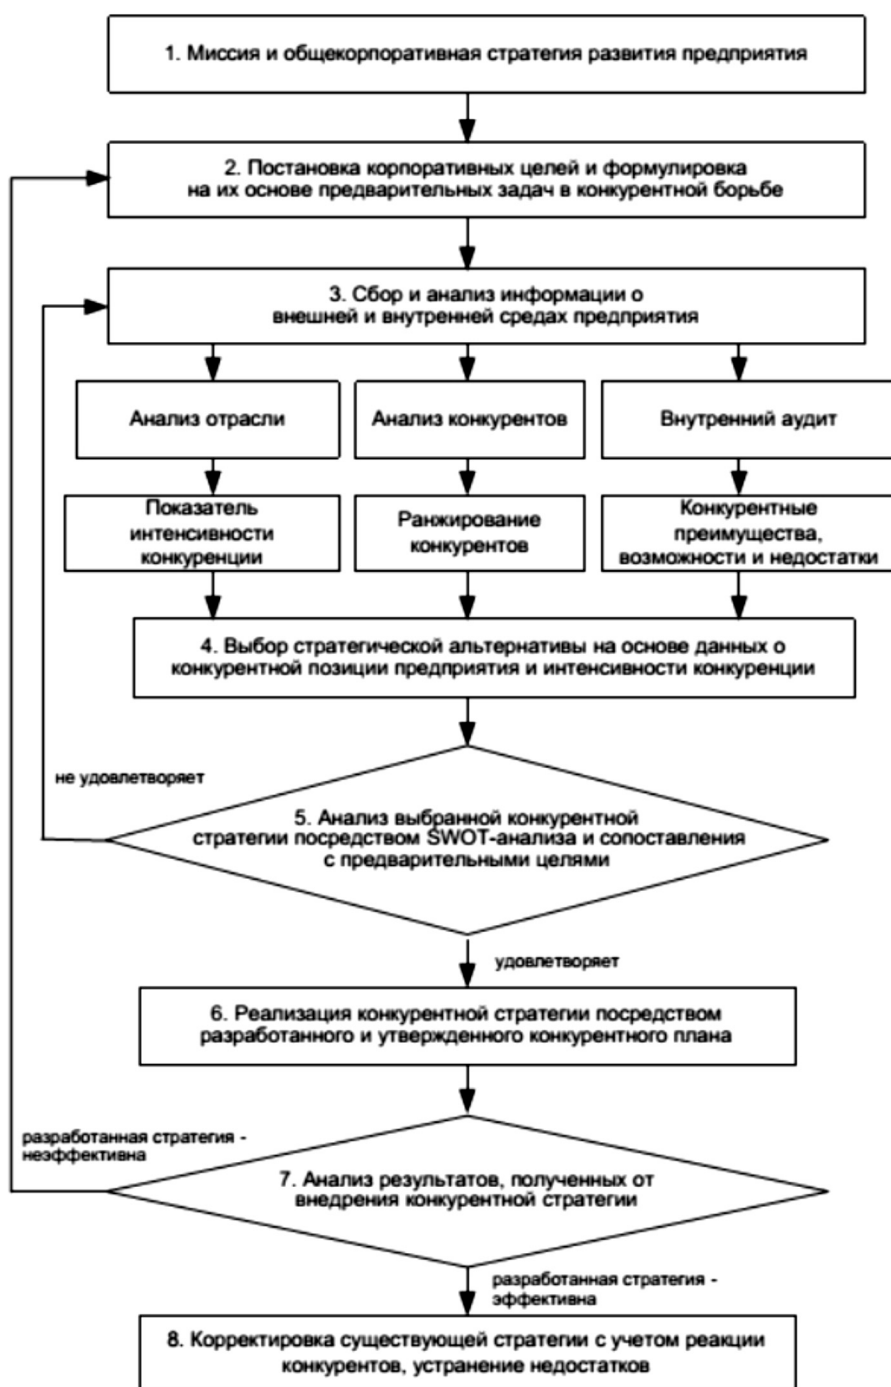 1. Миссия и общекорпоративная стратегия развития предприятия
2. Постановка корпоративных целей и формулировка
на их основе предварительных задач в конкурентной борьбе
3. Сбор и анализ информации о
внешней и внутренней средах предприятия
Анализ отрасли
Анализ конкурентов
Внутренний аудит
Показатель
интенсивности
конкуренции
Ранжирование
конкурентов
Конкурентные
преимущества,
возможности и недостатки
4. Выбор стратегической альтернативы на основе данных о
конкурентной позиции предприятия и интенсивности конкуренции
не удовлетворяет
5. Анализ выбранной конкурентной
стратегии посредством SWOT-анализа и сопоставления
с предварительными целями
удовлетворяет
6. Реализация конкурентной стратегии посредством
разработанного и утвержденного конкурентного плана
разработанная стратегия -
неэффективна
7. Анализ результатов, полученных от
внедрения конкурентной стратегии
разработанная стратегия -
эффективна
8. Корректировка существующей стратегии с учетом реакции
конкурентов, устранение недостатков